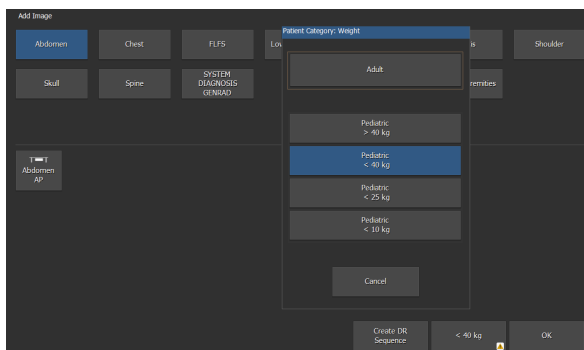 Add Image
Patient Category: Weight
Abdomen
Chest
FLFS
Adult
Shoulder
Skull
Spine
SYSTEM
DIAGNOSIS
GENRAD
Pediatric
> 40 kg
Pediatric
< 40 kg
Pediatric
< 25 kg
Pediatric
< 10 kg
Abdomen
AP
Cancel
Create DR
Sequence
< 40 kg
OK